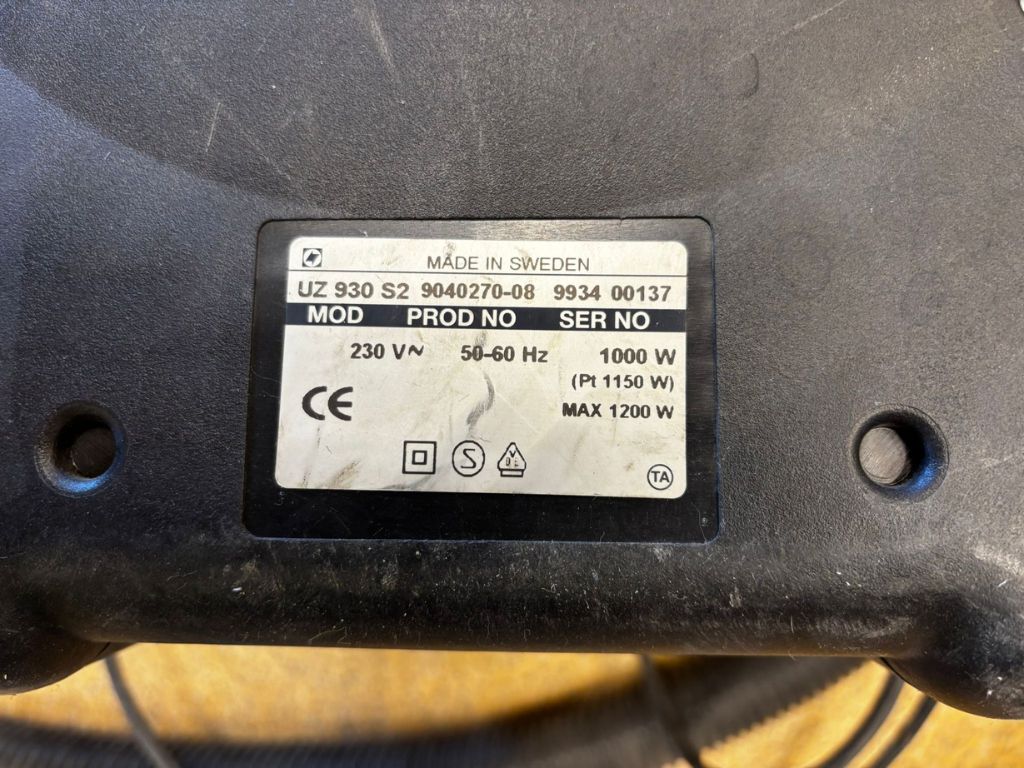 MADE IN SWEDEN
UZ 930 S2 9040270-08 9934 00137
MOD PROD NO SER NO
230 V~ 50-60 Hz 1000 W
(Pt 1150 W)
MAX 1200 W
CE
S VDE
TA